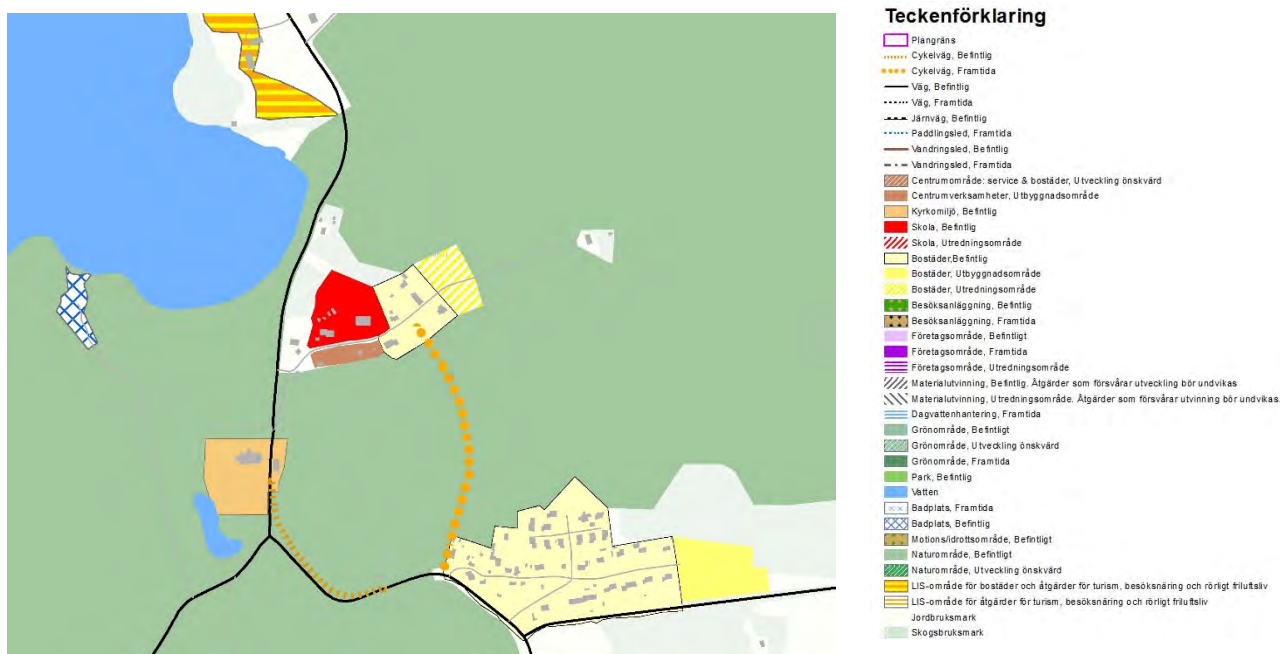 Teckenförklaring
Plangräns
Cykelväg, Befintlig
Cykelväg, Framtida
Väg, Befintlig
Väg, Framtida
Järnväg, Befintlig
Paddlingsled, Framtida
Vandringsled, Befintlig
Vandringsled, Framtida
Centrumområde: service & bostäder, Utveckling önskvärd
Centrumverksamheter, Utbyggnadsområde
Kyrkomiljö, Befintlig
Skola, Befintlig
Skola, Utredningsområde
Bostäder,Befintlig
Bostäder, Utbyggnadsområde
Bostäder, Utredningsområde
Besöksanläggning, Befintlig
Besöksanläggning, Framtida
Företagsområde, Befintligt
Företagsområde, Framtida
Företagsområde, Utredningsområde
Materialutvinning, Befintlig. Åtgärder som försvårar utveckling bör undvikas
Materialutvinning, Utredningsområde. Åtgärder som försvårar utvinning bör undvikas.
Dagvattenhantering, Framtida
Grönområde, Befintligt
Grönområde, Utveckling önskvärd
Grönområde, Framtida
Park, Befintlig
Vatten
Badplats, Framtida
Badplats, Befintlig
Motions/idrottsområde, Befintligt
Naturområde, Befintligt
Naturområde, Utveckling önskvärd
LIS-område för bostäder och åtgärder för turism, besöksnäring och rörligt friluftsliv
LIS-område för åtgärder för turism, besöksnäring och rörligt friluftsliv
Jordbruksmark
Skogsbruksmark